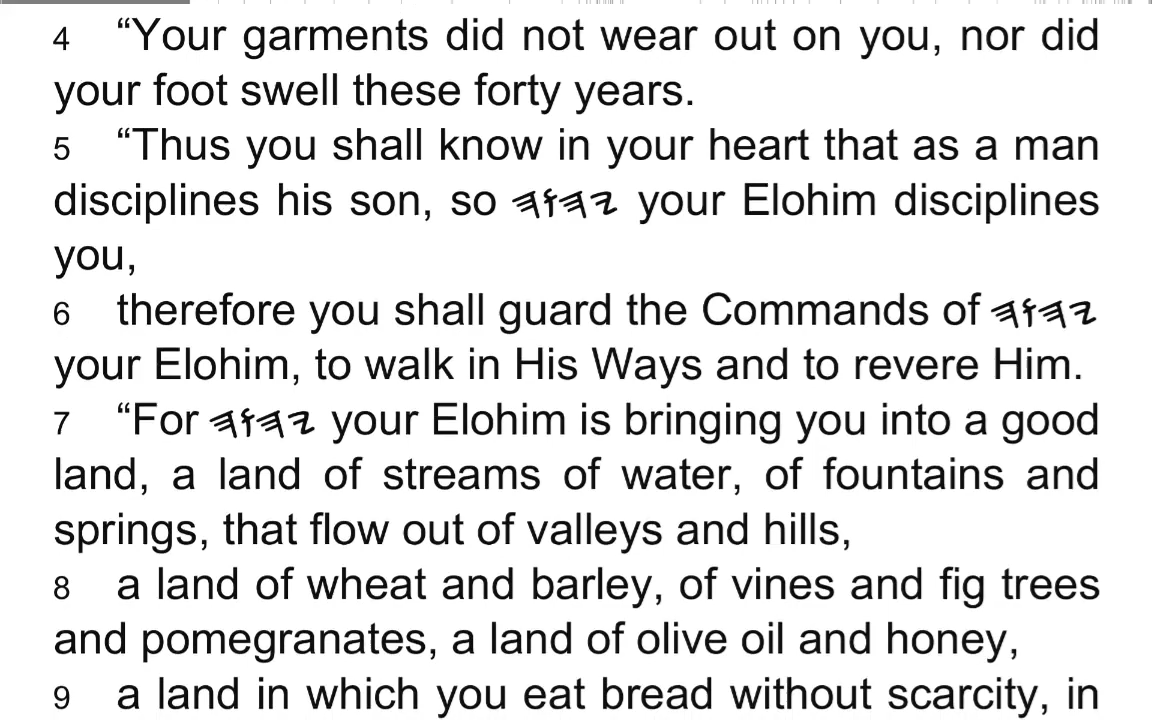 4 “Your garments did not wear out on you, nor did
your foot swell these forty years.
5 “Thus you shall know in your heart that as a man
disciplines his son, so 𐤉𐤄𐤅𐤄 your Elohim disciplines
you,
6 therefore you shall guard the Commands of 𐤉𐤄𐤅𐤄
your Elohim, to walk in His Ways and to revere Him.
7 “For 𐤉𐤄𐤅𐤄 your Elohim is bringing you into a good
land, a land of streams of water, of fountains and
springs, that flow out of valleys and hills,
8 a land of wheat and barley, of vines and fig trees
and pomegranates, a land of olive oil and honey,
9 a land in which you eat bread without scarcity, in